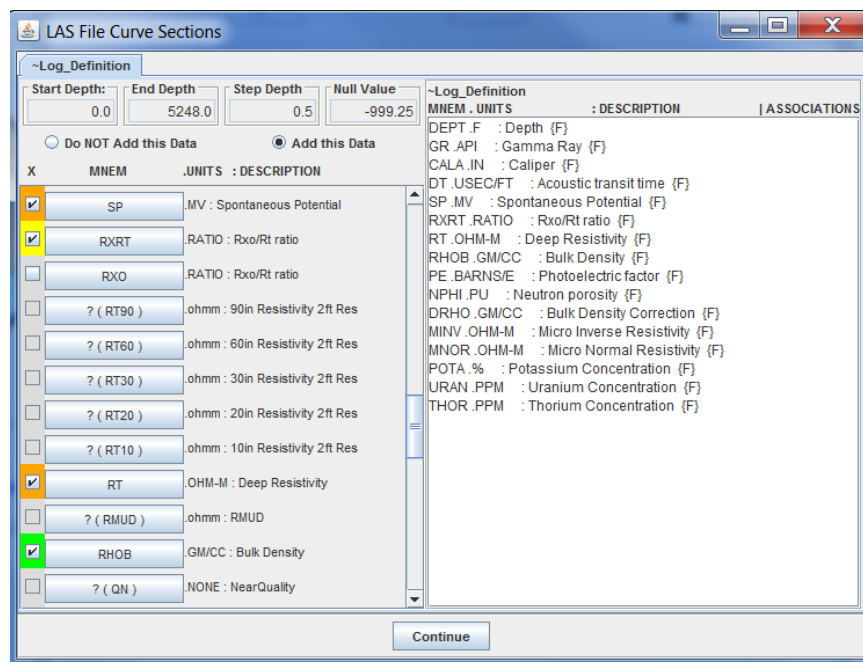 LAS File Curve Sections
~Log_Definition
Start Depth: End Depth Step Depth Null Value
0.0 5248.0 0.5 -999.25
Do NOT Add this Data Add this Data
X MNEM .UNITS : DESCRIPTION
SP .MV : Spontaneous Potential
RXRT .RATIO : Rxo/Rt ratio
RXO .RATIO : Rxo/Rt ratio
? ( RT90 ) .ohmm : 90in Resistivity 2ft Res
? ( RT60 ) .ohmm : 60in Resistivity 2ft Res
? ( RT30 ) .ohmm : 30in Resistivity 2ft Res
? ( RT20 ) .ohmm : 20in Resistivity 2ft Res
? ( RT10 ) .ohmm : 10in Resistivity 2ft Res
RT .OHM-M : Deep Resistivity
? ( RMUD ) .ohmm : RMUD
RHOB .GM/CC : Bulk Density
? ( QN ) .NONE : NearQuality
~Log_Definition
MNEM . UNITS : DESCRIPTION | ASSOCIATIONS
DEPT .F : Depth {F}
GR .API : Gamma Ray {F}
CALA .IN : Caliper {F}
DT .USEC/FT : Acoustic transit time {F}
SP .MV : Spontaneous Potential {F}
RXRT .RATIO : Rxo/Rt ratio {F}
RT .OHM-M : Deep Resistivity {F}
RHOB .GM/CC : Bulk Density {F}
PE .BARNS/E : Photoelectric factor {F}
NPHI .PU : Neutron porosity {F}
DRHO .GM/CC : Bulk Density Correction {F}
MINV .OHM-M : Micro Inverse Resistivity {F}
MNOR .OHM-M : Micro Normal Resistivity {F}
POTA .% : Potassium Concentration {F}
URAN .PPM : Uranium Concentration {F}
THOR .PPM : Thorium Concentration {F}
Continue